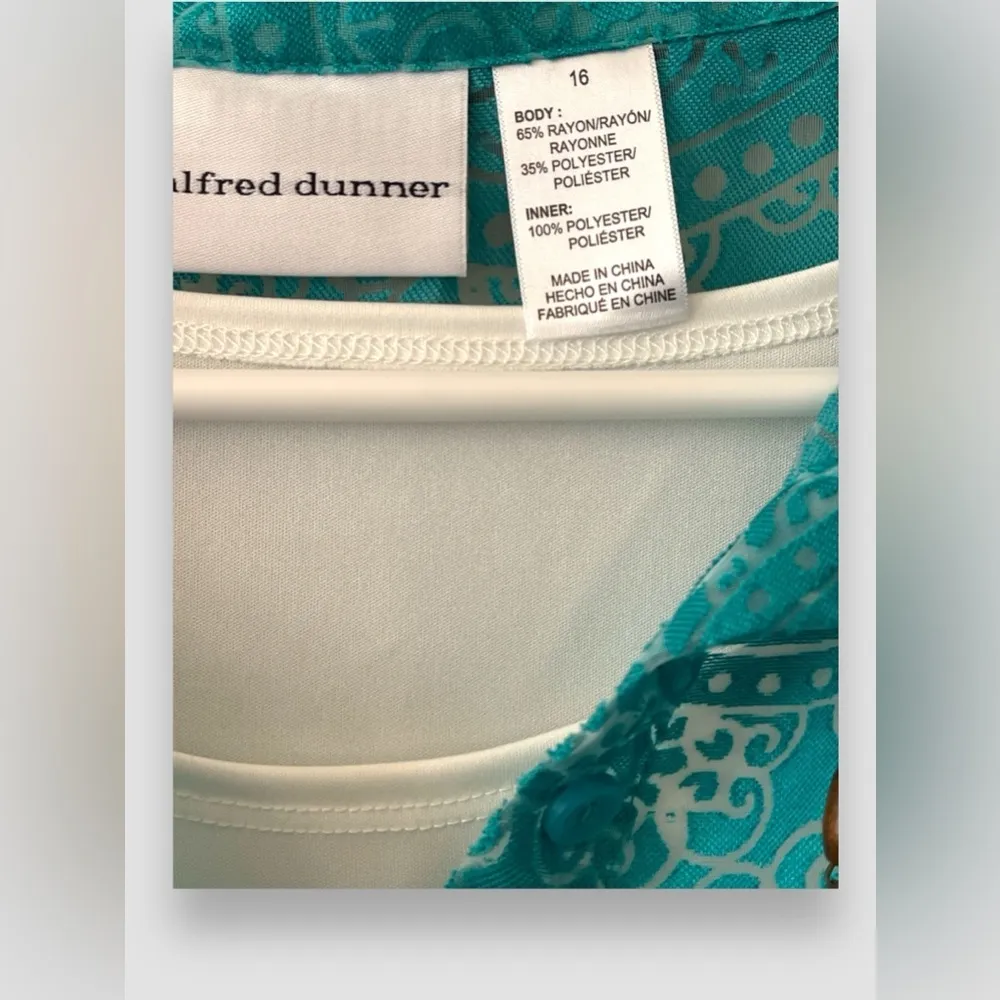 alfred dunner
16
BODY :
65% RAYON/RAYÓN/
RAYONNE
35% POLYESTER/
POLIÉSTER
INNER:
100% POLYESTER/
POLIÉSTER
MADE IN CHINA
HECHO EN CHINA
FABRIQUÉ EN CHINE